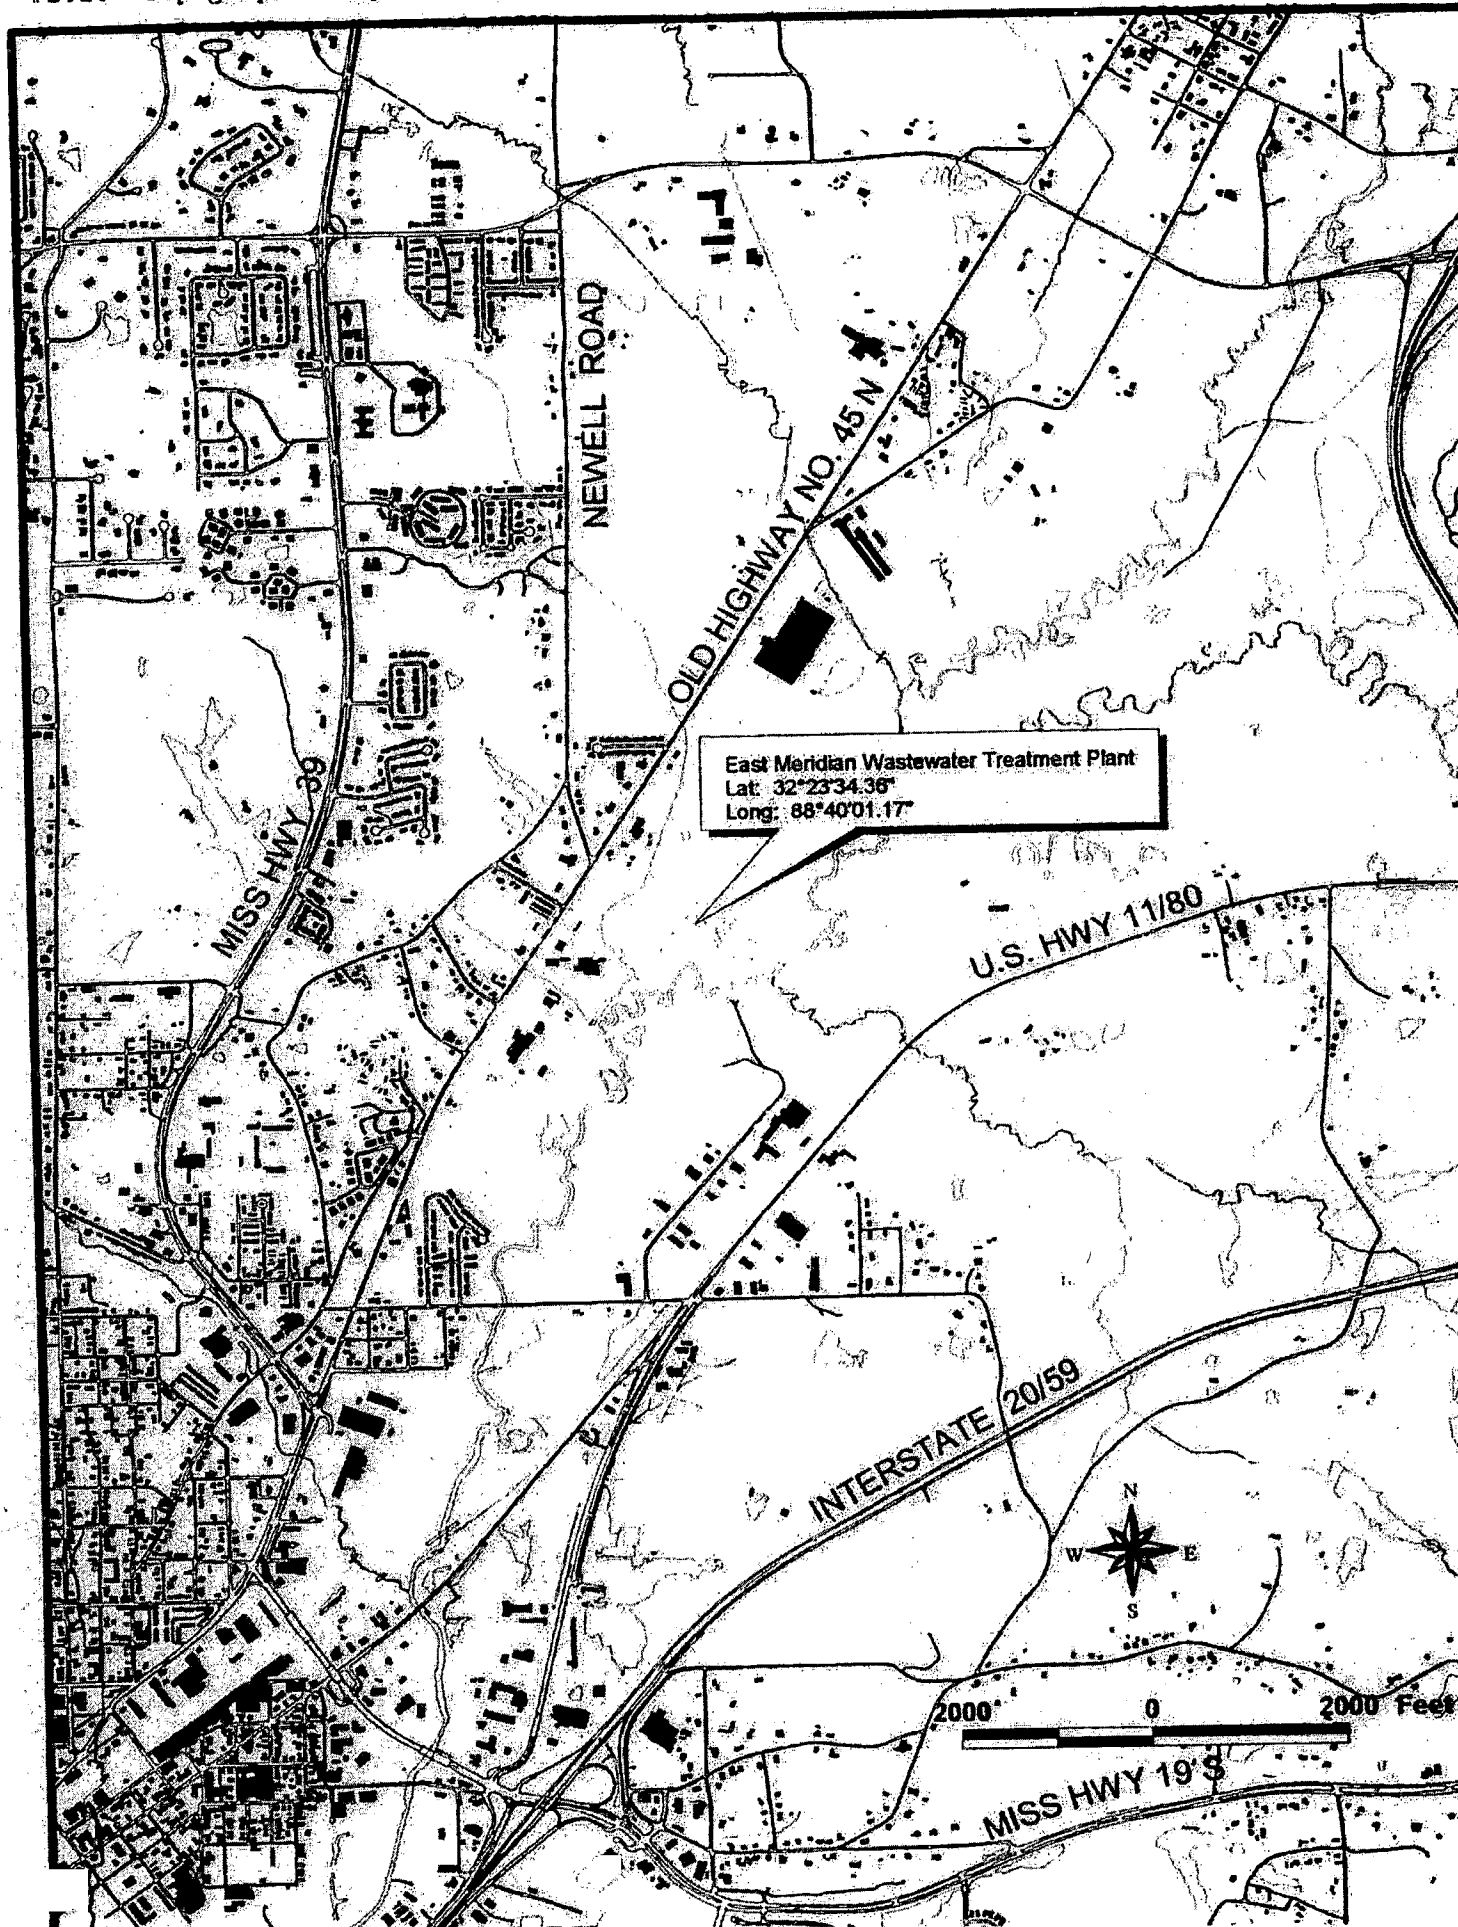 NEWELL ROAD
OLD HIGHWAY NO. 45 N
East Meridian Wastewater Treatment Plant
Lat: 32°23'34.36"
Long: 88°40'01.17"
MISS HWY 39
U.S. HWY 11/80
INTERSTATE 20/59
N
W E
S
2000 0 2000 Feet
MISS HWY 19 S